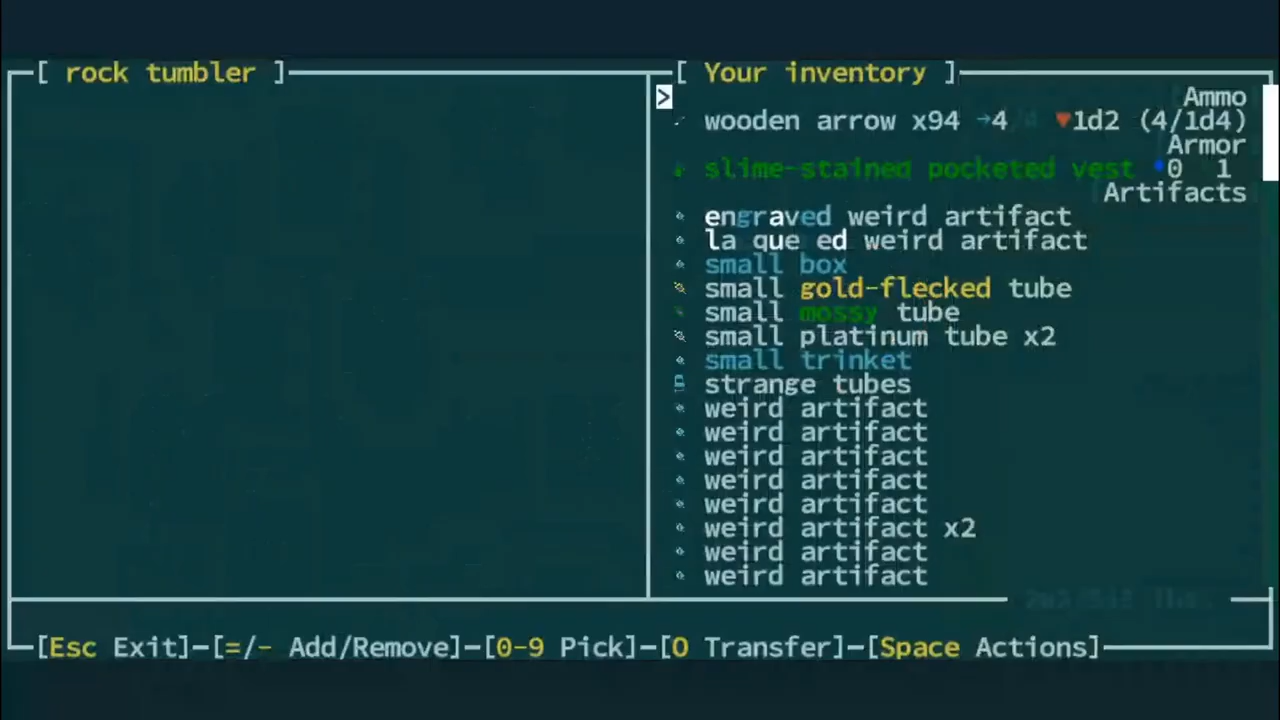 [ rock tumbler ]
[ Your inventory ]
>
Ammo
wooden arrow x94 →4 ♥1d2 (4/1d4)
Armor
slime-stained pocketed vest ◆0 1
Artifacts
engraved weird artifact
la que ed weird artifact
small box
small gold-flecked tube
small mossy tube
small platinum tube x2
small trinket
strange tubes
weird artifact
weird artifact
weird artifact
weird artifact
weird artifact
weird artifact x2
weird artifact
weird artifact
[Esc Exit]-[=/- Add/Remove]-[0-9 Pick]-[O Transfer]-[Space Actions]